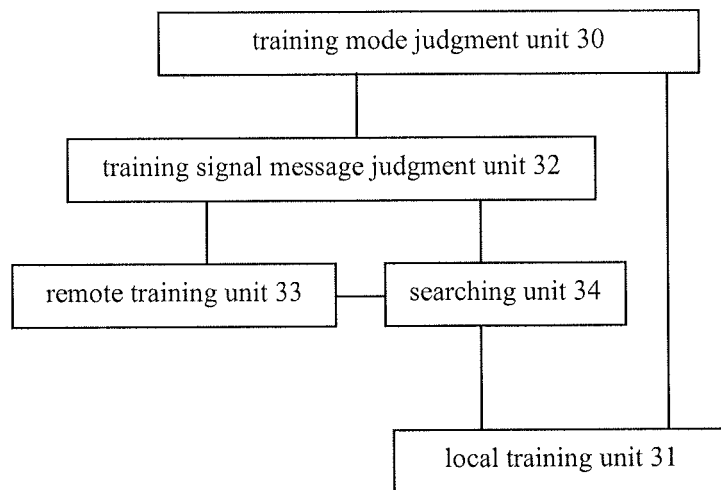 training mode judgment unit 30
training signal message judgment unit 32
remote training unit 33
searching unit 34
local training unit 31